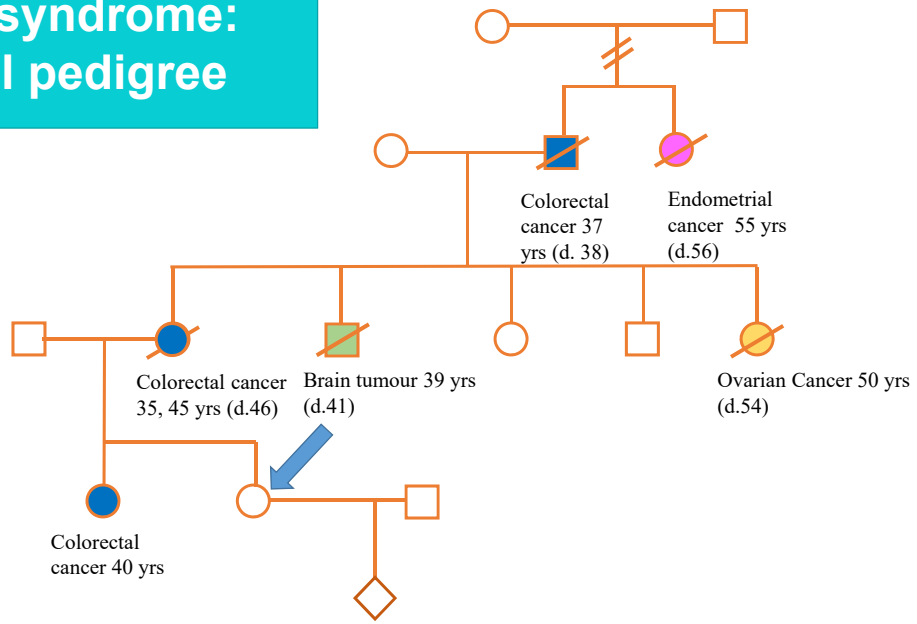 syndrome:
l pedigree
Colorectal
cancer 37
yrs (d. 38)
Endometrial
cancer 55 yrs
(d.56)
Colorectal cancer
35, 45 yrs (d.46)
Brain tumour 39 yrs
(d.41)
Ovarian Cancer 50 yrs
(d.54)
Colorectal
cancer 40 yrs